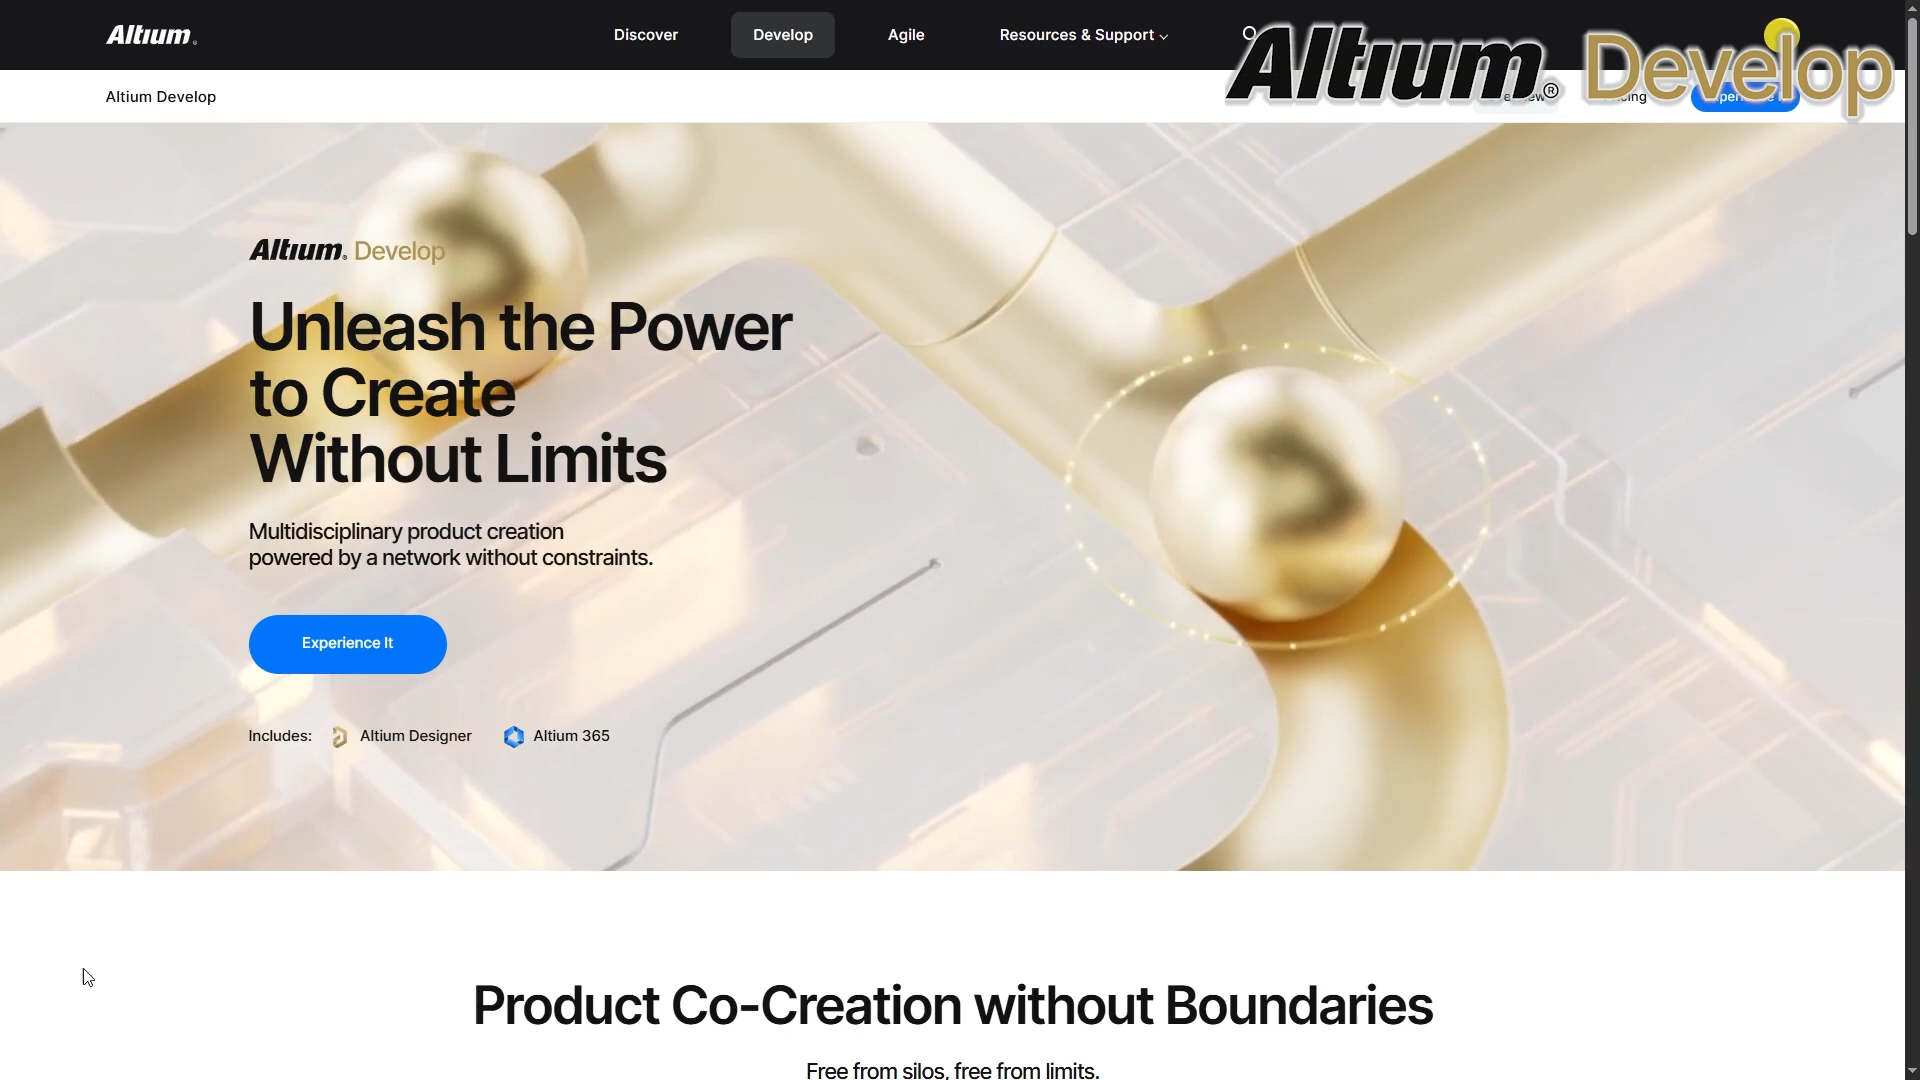 Altium®
Discover
Develop
Agile
Resources & Support
Altium® Develop
Altium Develop
Altium® Develop
Unleash the Power
to Create
Without Limits
Multidisciplinary product creation
powered by a network without constraints.
Experience It
Includes:
Altium Designer
Altium 365
Product Co-Creation without Boundaries
Free from silos, free from limits.